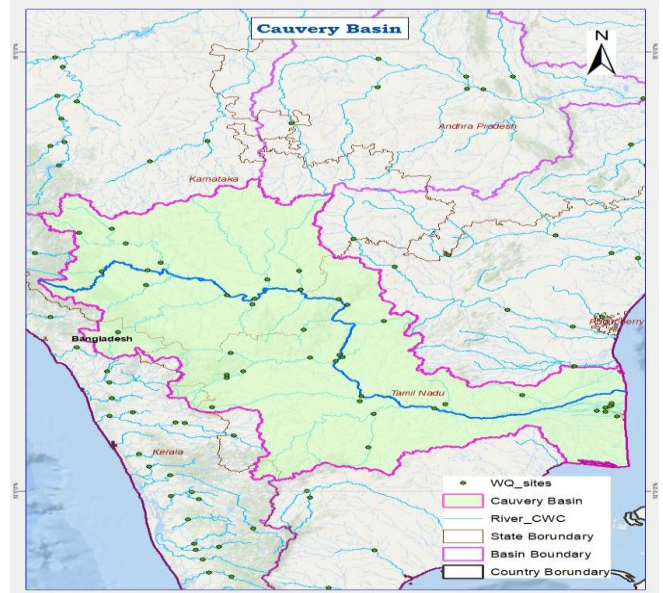 Cauvery Basin
N
Andhra Pradesh
Karnataka
Bangladesh
Tamil Nadu
Kerala
WQ_sites
Cauvery Basin
River_CWC
State Borundary
Basin Boundary
Country Borundary